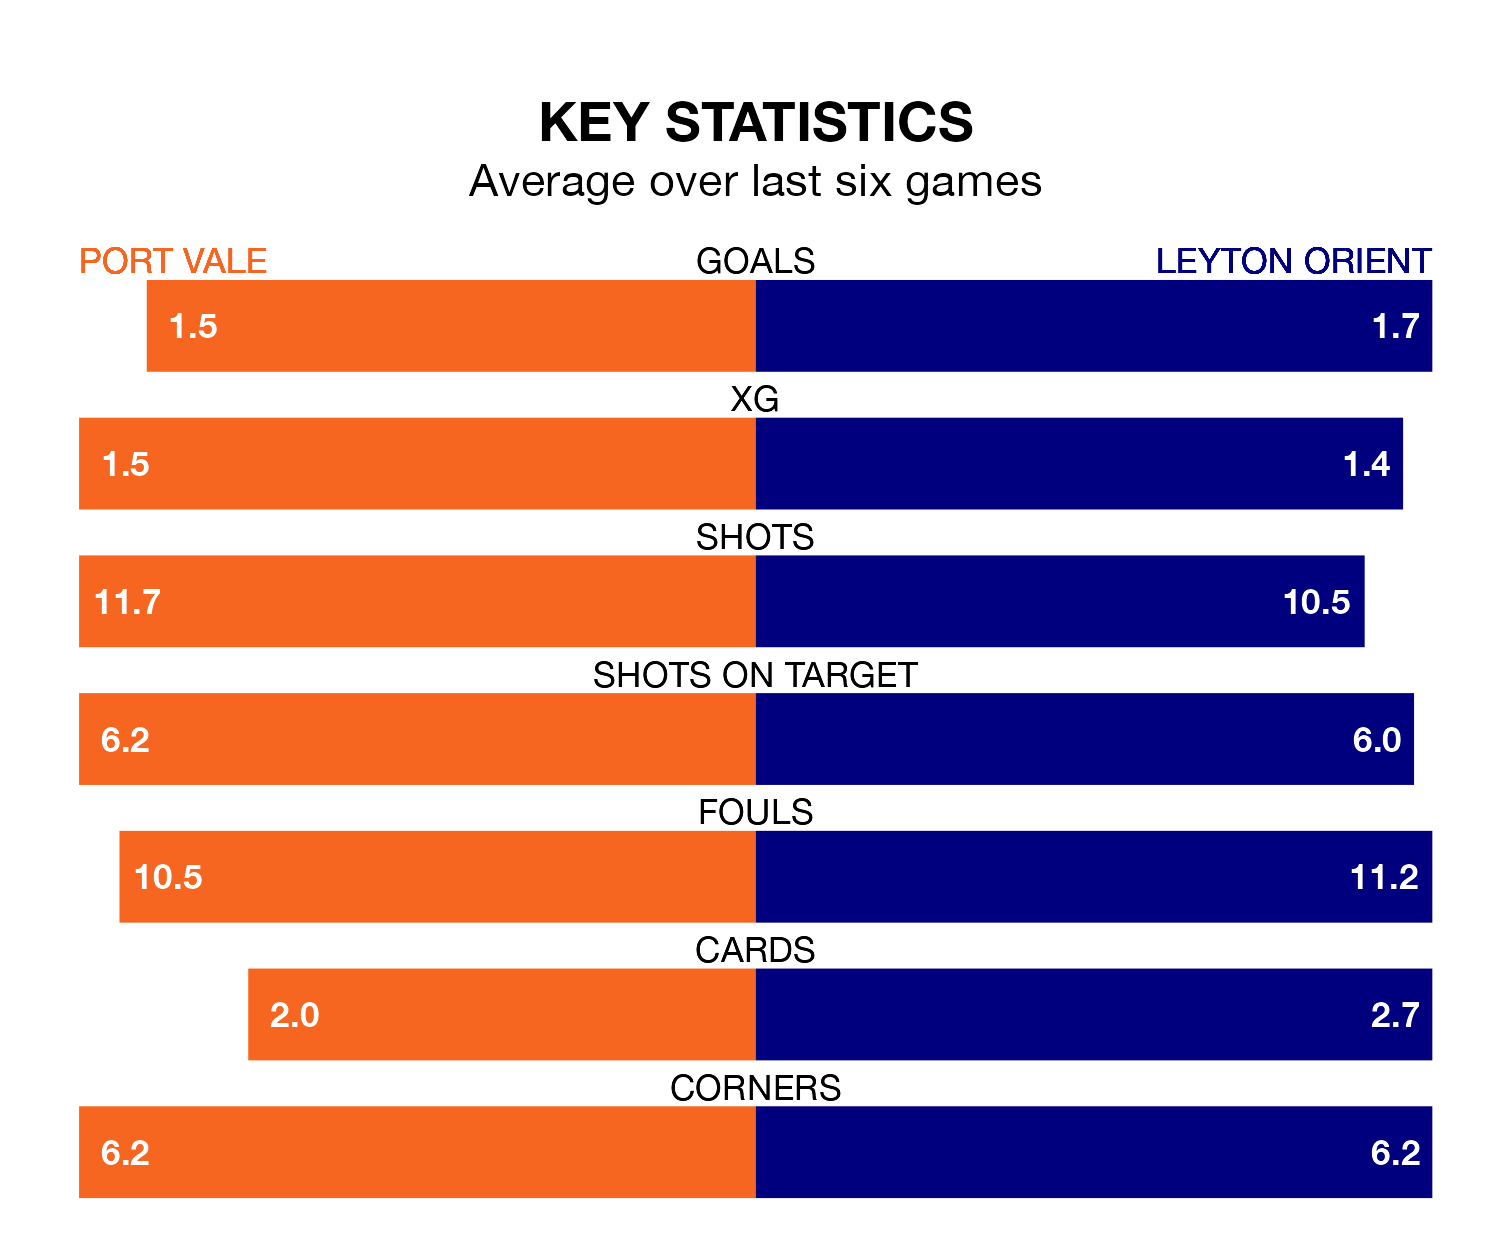 KEY STATISTICS
Average over last six games
PORT VALE GOALS LEYTON ORIENT
1.5 1.7
XG
1.5 1.4
SHOTS
11.7 10.5
SHOTS ON TARGET
6.2 6.0
FOULS
10.5 11.2
CARDS
2.0 2.7
CORNERS
6.2 6.2